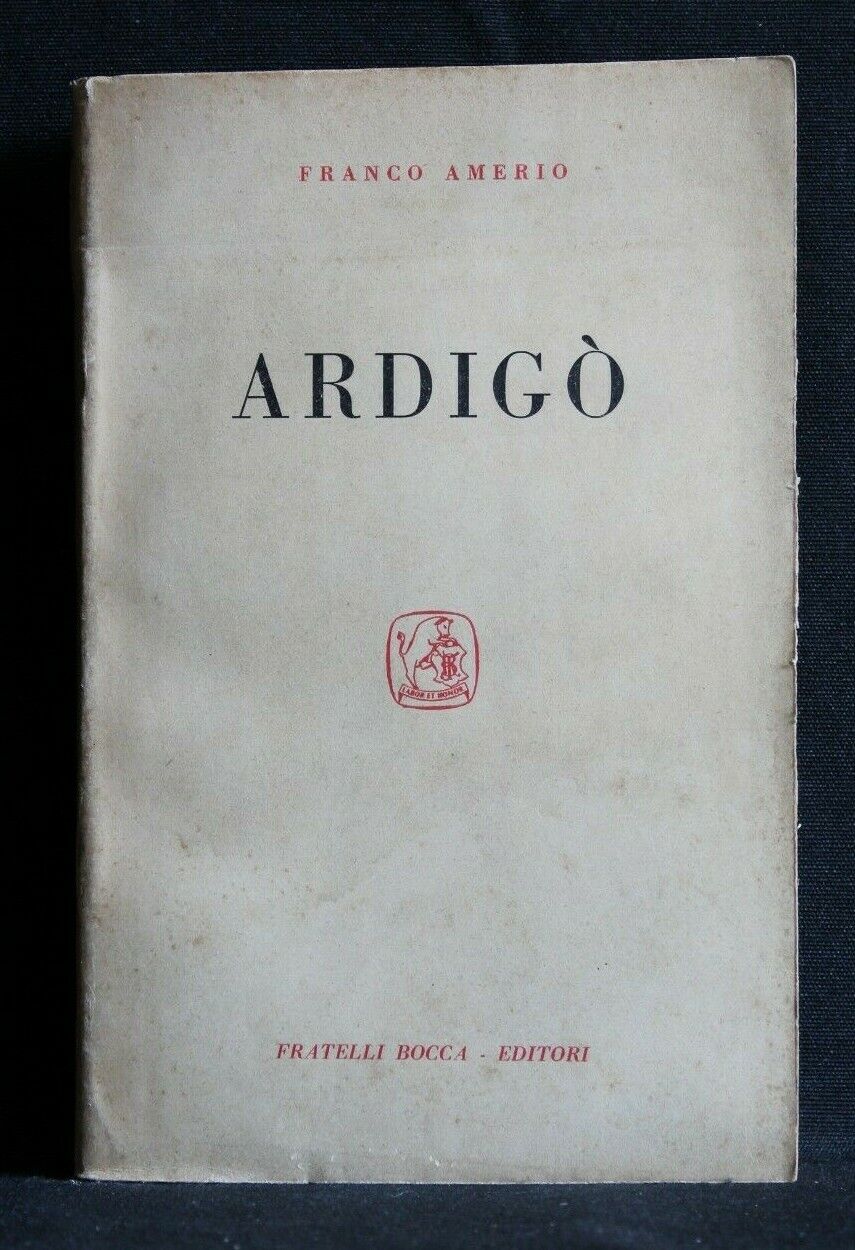 FRANCO AMERIO
ARDIGÒ
LABOR ET HONOR
FRATELLI BOCCA - EDITORI